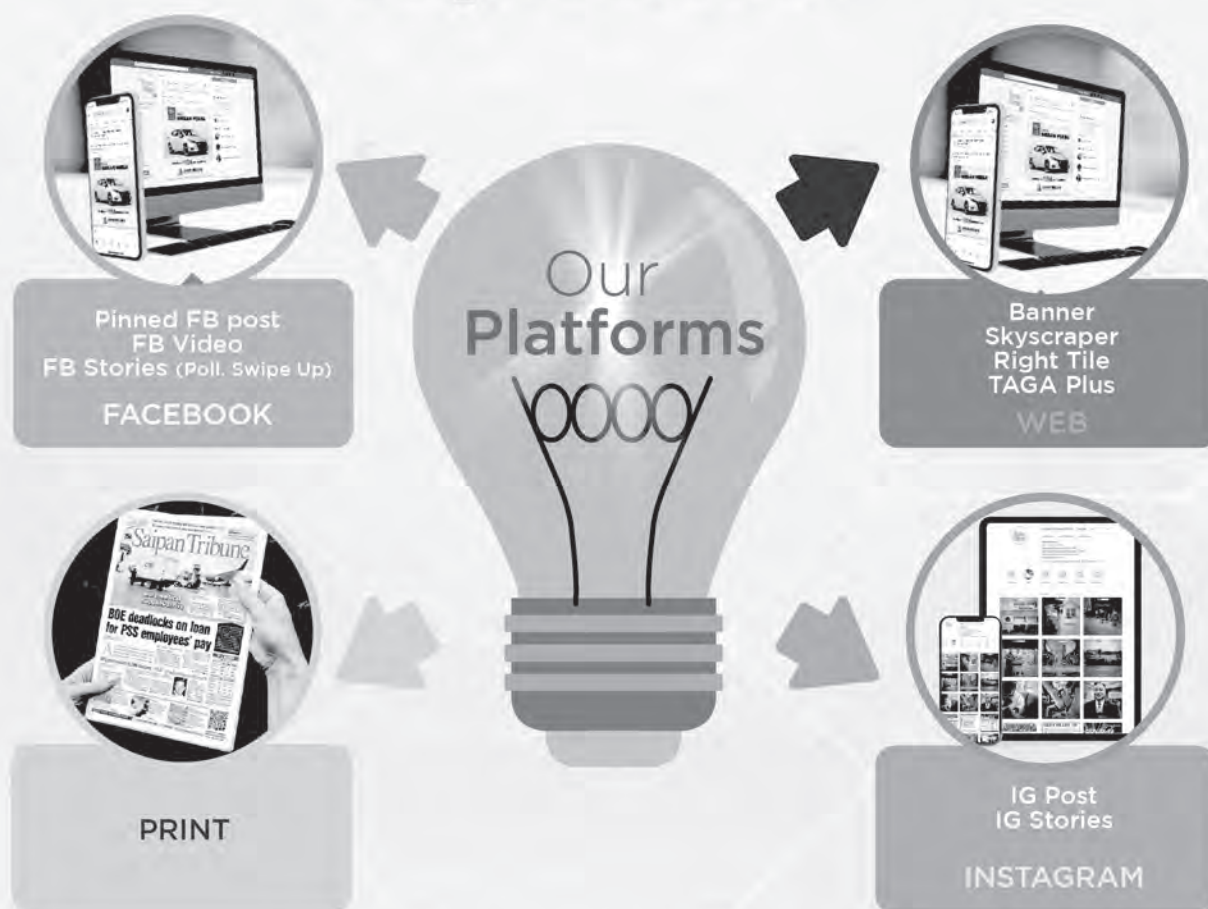 Our
Platforms
Pinned FB post
FB Video
FB Stories (Poll. Swipe Up)
FACEBOOK
Banner
Skyscraper
Right Tile
TAGA Plus
WEB
Saipan Tribune
BOE deadlocks on loan
for PSS employees' pay
PRINT
IG Post
IG Stories
INSTAGRAM